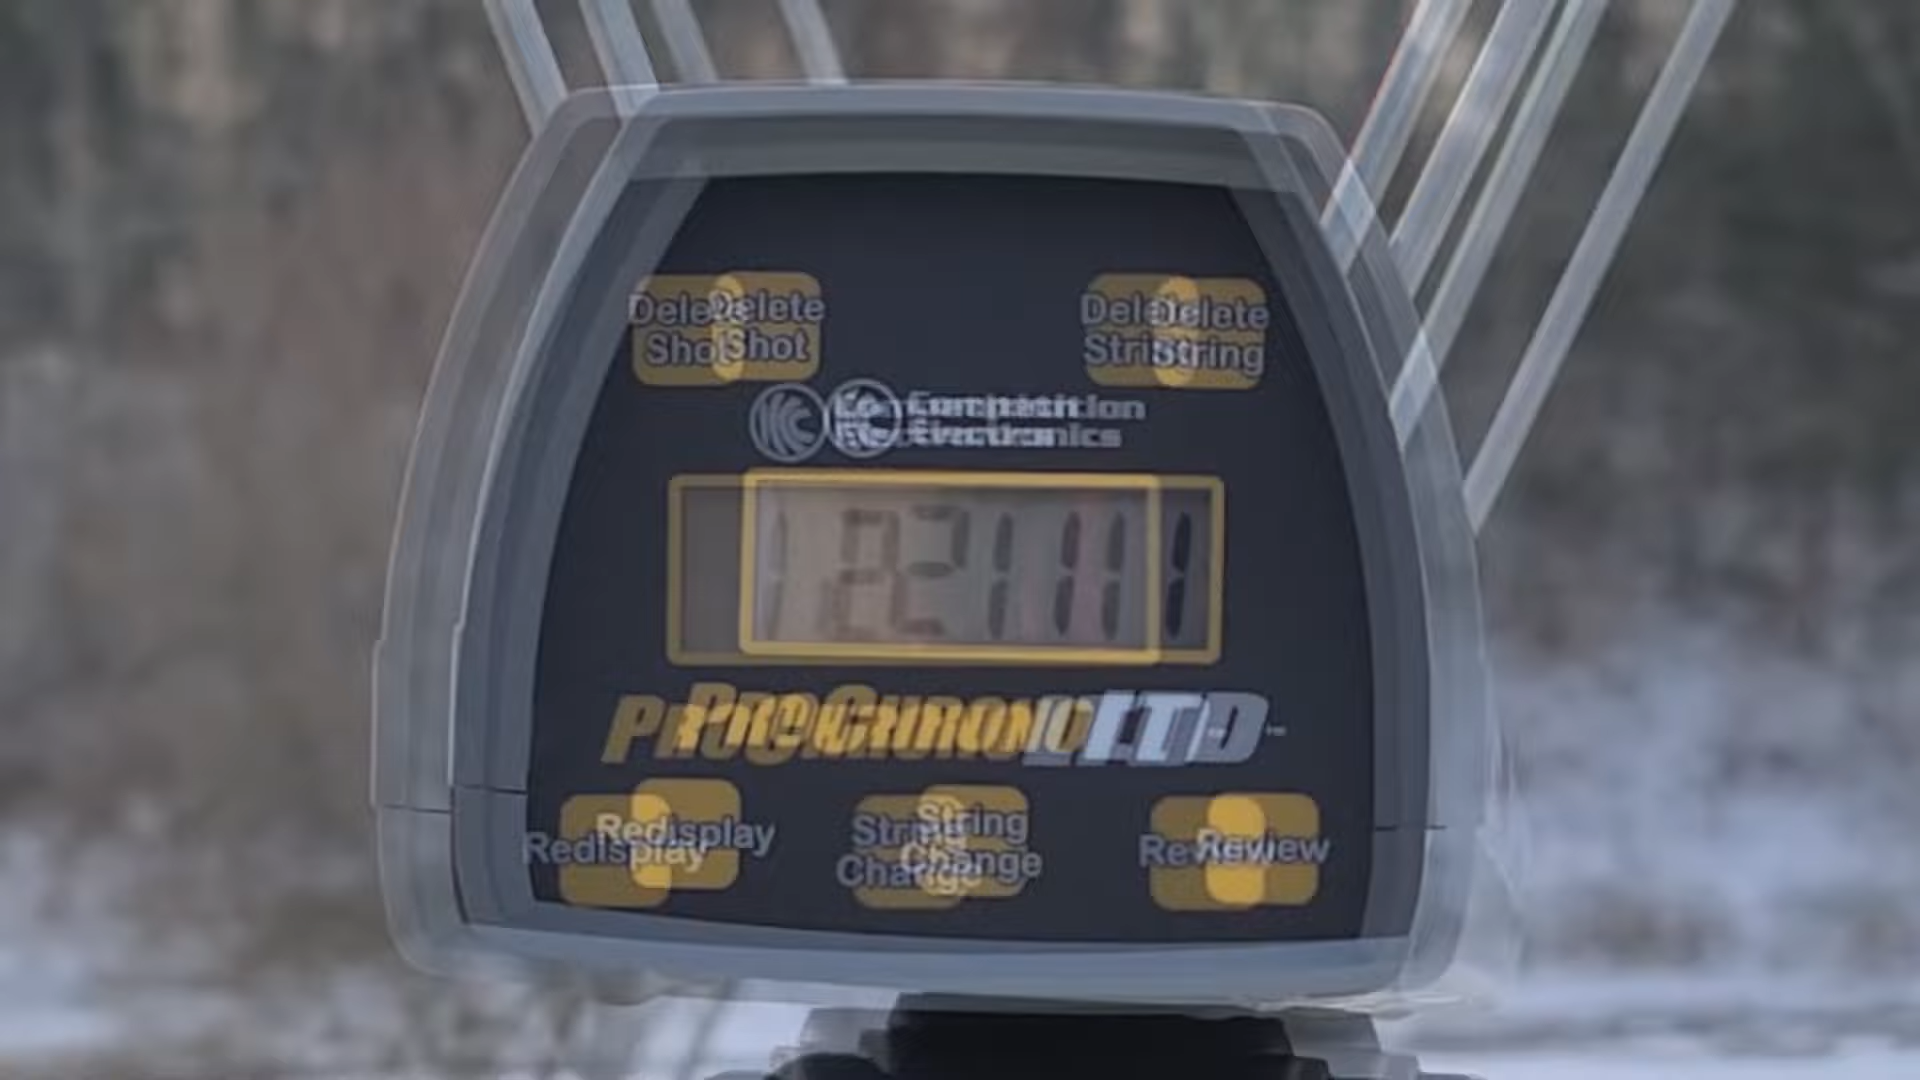 Delete
Shot
Delete
String
Competition
Electronics
ProChrono LTD
Redisplay
String
Change
Review